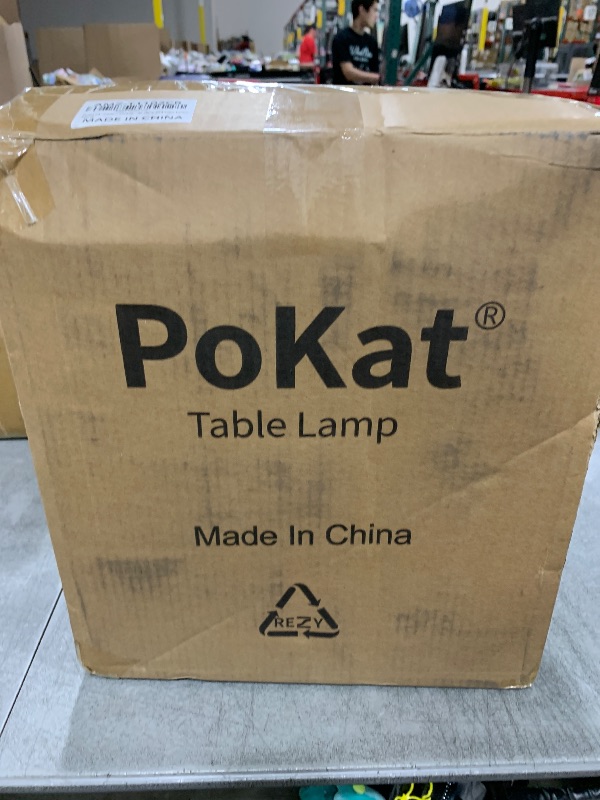 MADE IN CHINA
PoKat®
Table Lamp
Made In China
REZY